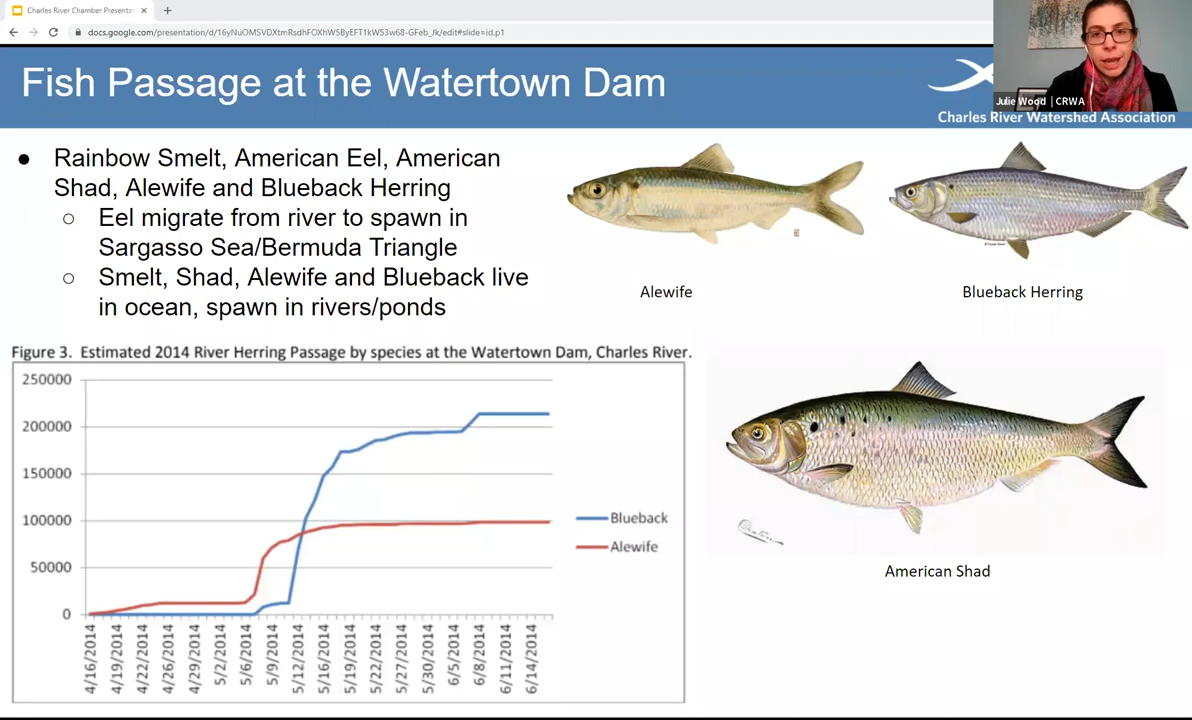 Charles River Chamber Presenta
docs.google.com/presentation/d/16yNuOMSVDXtmRsdhFOXhW5ByEFT1kW53w68-GFeb_Jk/edit#slide=id.p1
Fish Passage at the Watertown Dam
Julie Wood | CRWA
Charles River Watershed Association
● Rainbow Smelt, American Eel, American
Shad, Alewife and Blueback Herring
○ Eel migrate from river to spawn in
Sargasso Sea/Bermuda Triangle
○ Smelt, Shad, Alewife and Blueback live
in ocean, spawn in rivers/ponds
Alewife
Blueback Herring
Figure 3. Estimated 2014 River Herring Passage by species at the Watertown Dam, Charles River.
250000
200000
150000
100000
50000
0
Blueback
Alewife
4/16/2014
4/19/2014
4/22/2014
4/26/2014
4/29/2014
5/2/2014
5/6/2014
5/9/2014
5/12/2014
5/16/2014
5/19/2014
5/22/2014
5/27/2014
5/30/2014
6/5/2014
6/8/2014
6/11/2014
6/14/2014
American Shad